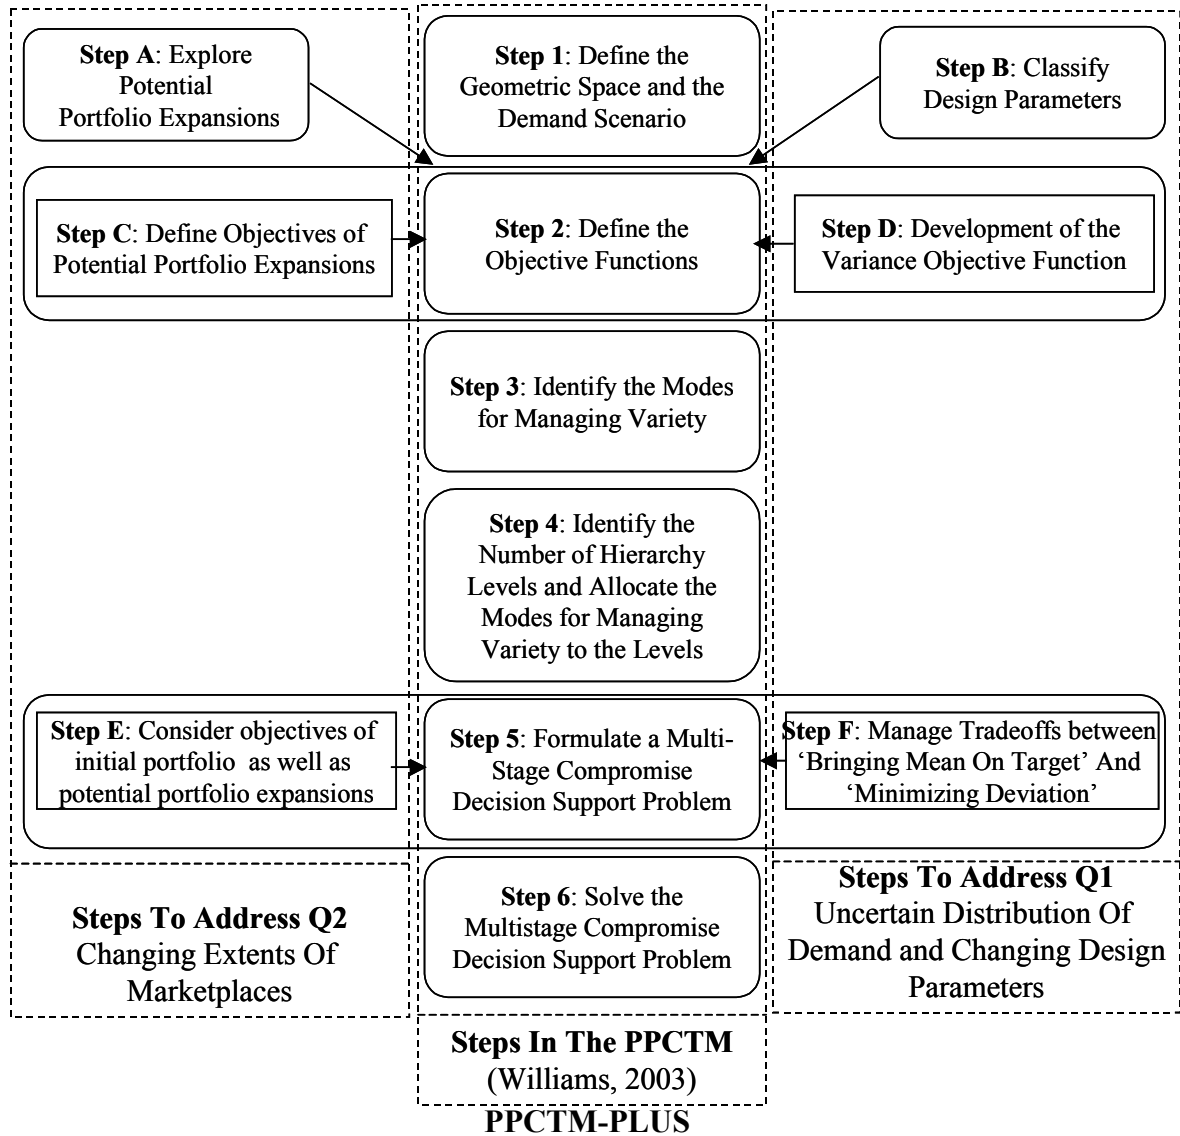 Step A: Explore
Potential
Portfolio Expansions
Step 1: Define the
Geometric Space and the
Demand Scenario
Step B: Classify
Design Parameters
Step C: Define Objectives of
Potential Portfolio Expansions
Step 2: Define the
Objective Functions
Step D: Development of the
Variance Objective Function
Step 3: Identify the Modes
for Managing Variety
Step 4: Identify the
Number of Hierarchy
Levels and Allocate the
Modes for Managing
Variety to the Levels
Step E: Consider objectives of
initial portfolio as well as
potential portfolio expansions
Step 5: Formulate a Multi-
Stage Compromise
Decision Support Problem
Step F: Manage Tradeoffs between
‘Bringing Mean On Target’ And
‘Minimizing Deviation’
Steps To Address Q2
Changing Extents Of
Marketplaces
Step 6: Solve the
Multistage Compromise
Decision Support Problem
Steps To Address Q1
Uncertain Distribution Of
Demand and Changing Design
Parameters
Steps In The PPCTM
(Williams, 2003)
PPCTM-PLUS